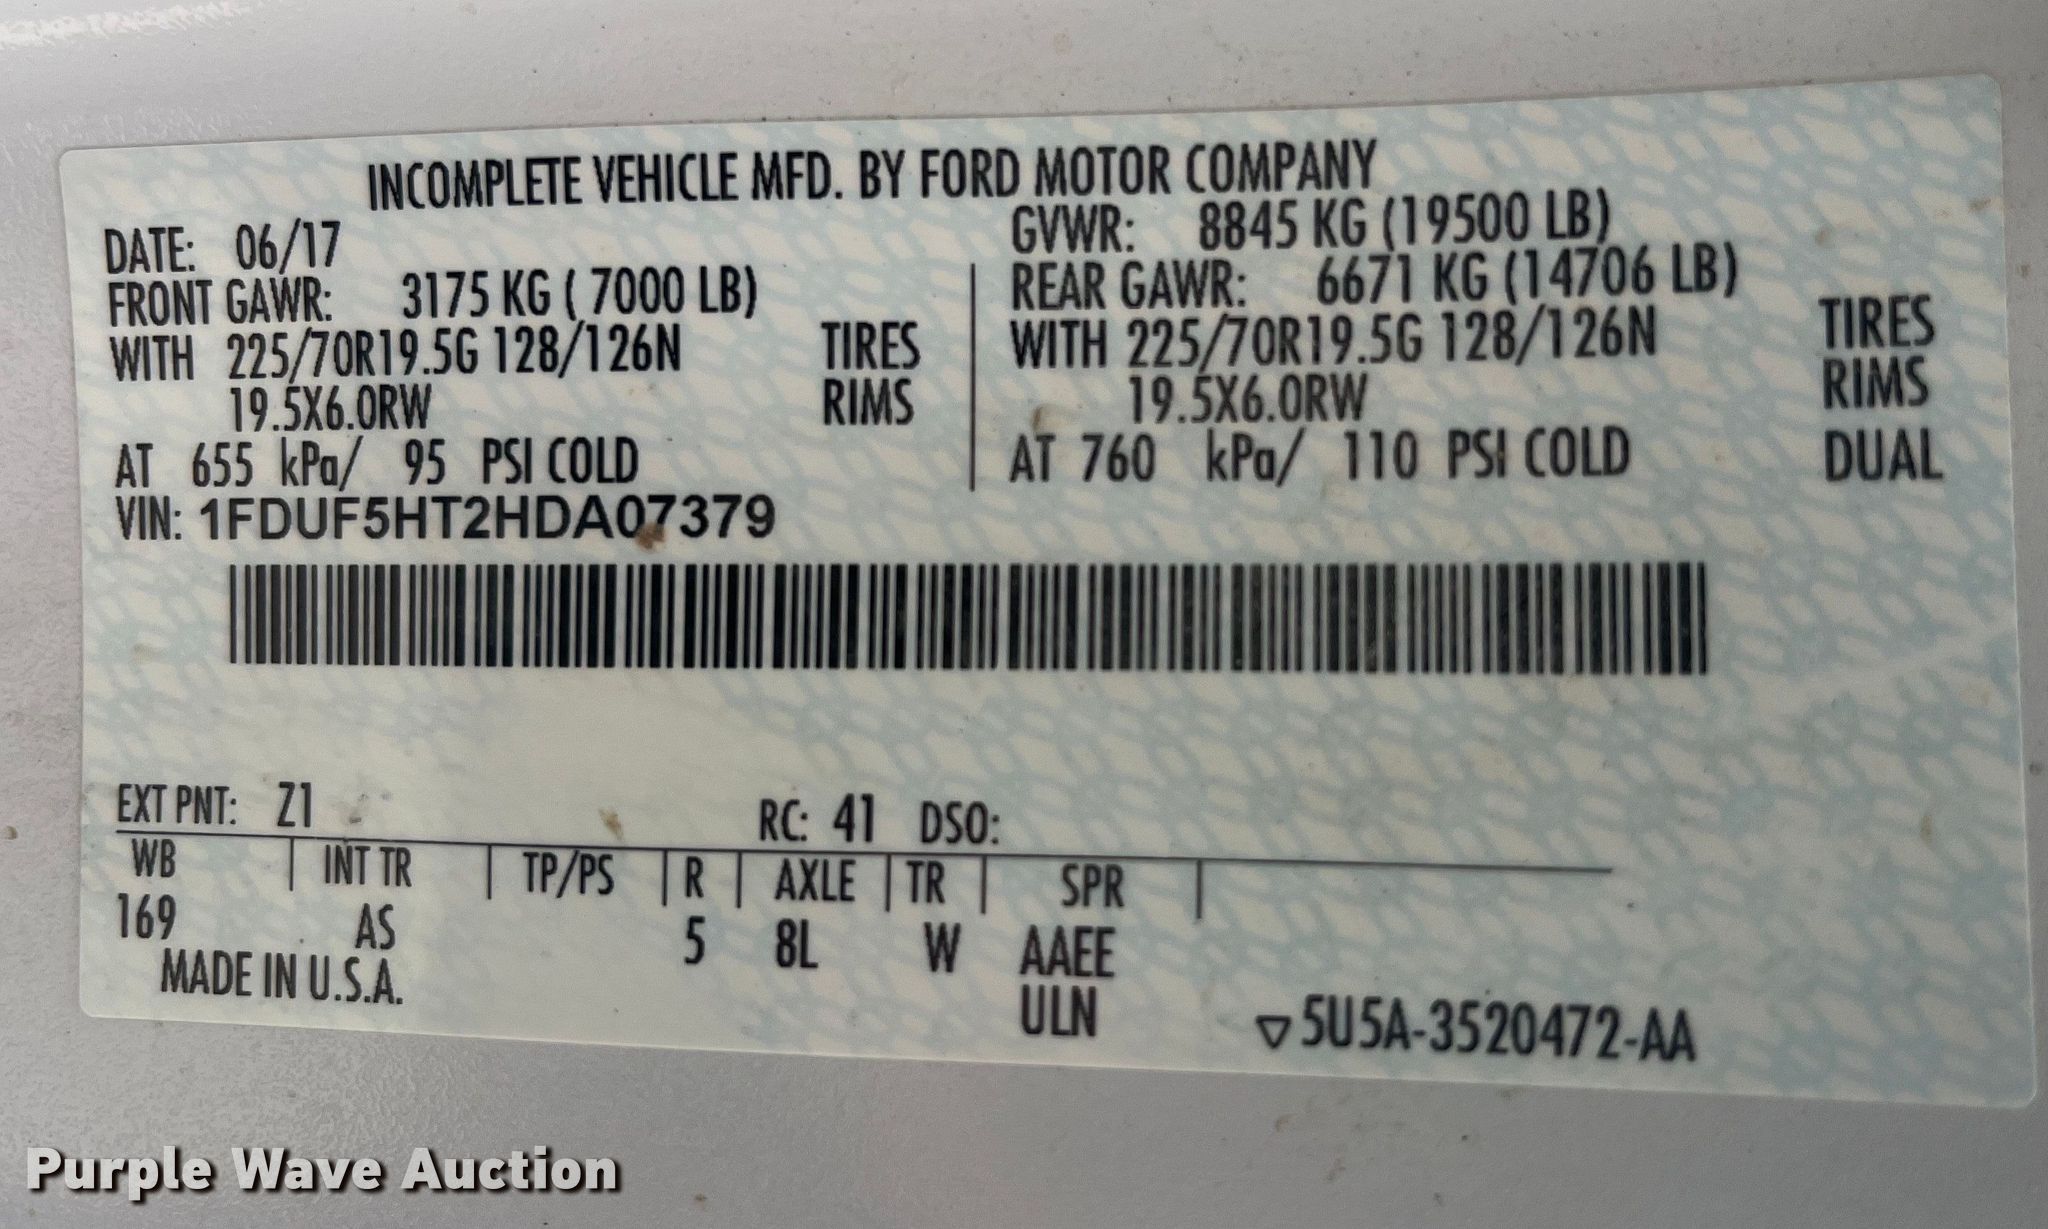 INCOMPLETE VEHICLE MFD. BY FORD MOTOR COMPANY
DATE: 06/17 GVWR: 8845 KG (19500 LB)
FRONT GAWR: 3175 KG ( 7000 LB) REAR GAWR: 6671 KG (14706 LB)
WITH 225/70R19.5G 128/126N TIRES WITH 225/70R19.5G 128/126N TIRES
19.5X6.0RW RIMS 19.5X6.0RW RIMS
AT 655 kPa/ 95 PSI COLD AT 760 kPa/ 110 PSI COLD DUAL
VIN: 1FDUF5HT2HDA07379
EXT PNT: Z1 RC: 41 DSO:
WB | INT TR | TP/PS | R | AXLE | TR | SPR |
169 AS 5 8L W AAEE
MADE IN U.S.A. ULN ▽5U5A-3520472-AA
Purple Wave Auction